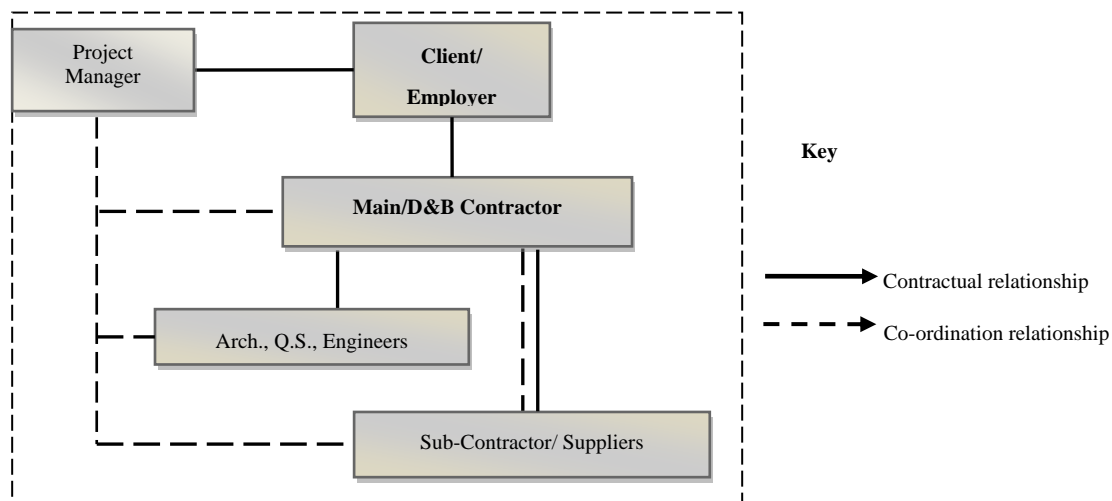 Project
Manager
Client/
Employer
Key
Main/D&B Contractor
Contractual relationship
Arch., Q.S., Engineers
Co-ordination relationship
Sub-Contractor/ Suppliers